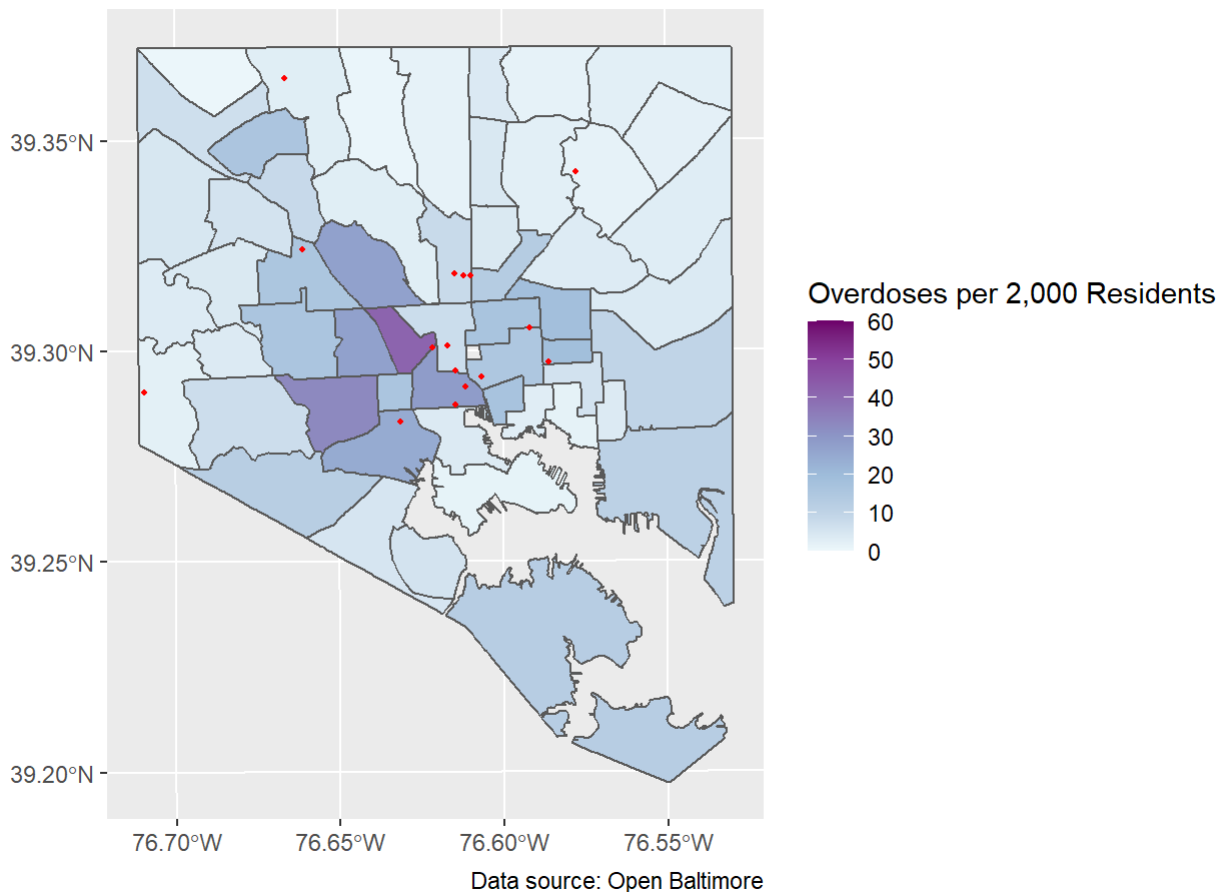 39.35°N
39.30°N
39.25°N
39.20°N
76.70°W
76.65°W
76.60°W
76.55°W
Overdoses per 2,000 Residents
60
50
40
30
20
10
0
Data source: Open Baltimore